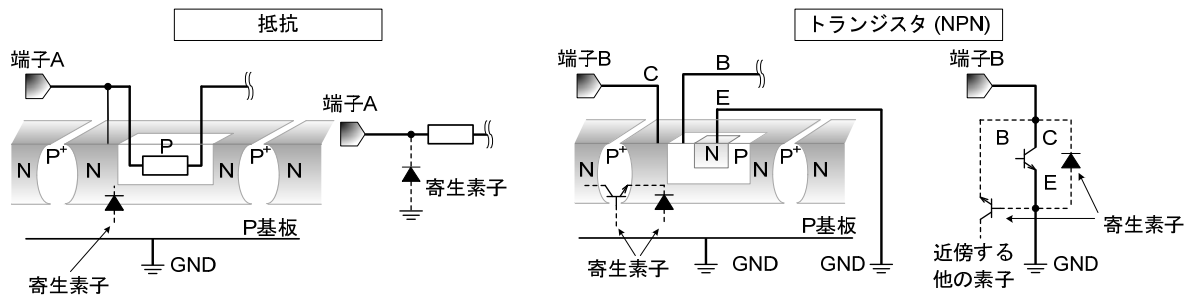 抵抗
トランジスタ (NPN)
端子A
端子A
N
P+
N
P
P+
N
寄生素子
P基板
GND
寄生素子
端子B
C
B
E
N
P+
N
P
P+
N
P基板
寄生素子
GND
GND
端子B
B
C
E
寄生素子
近傍する
他の素子
GND